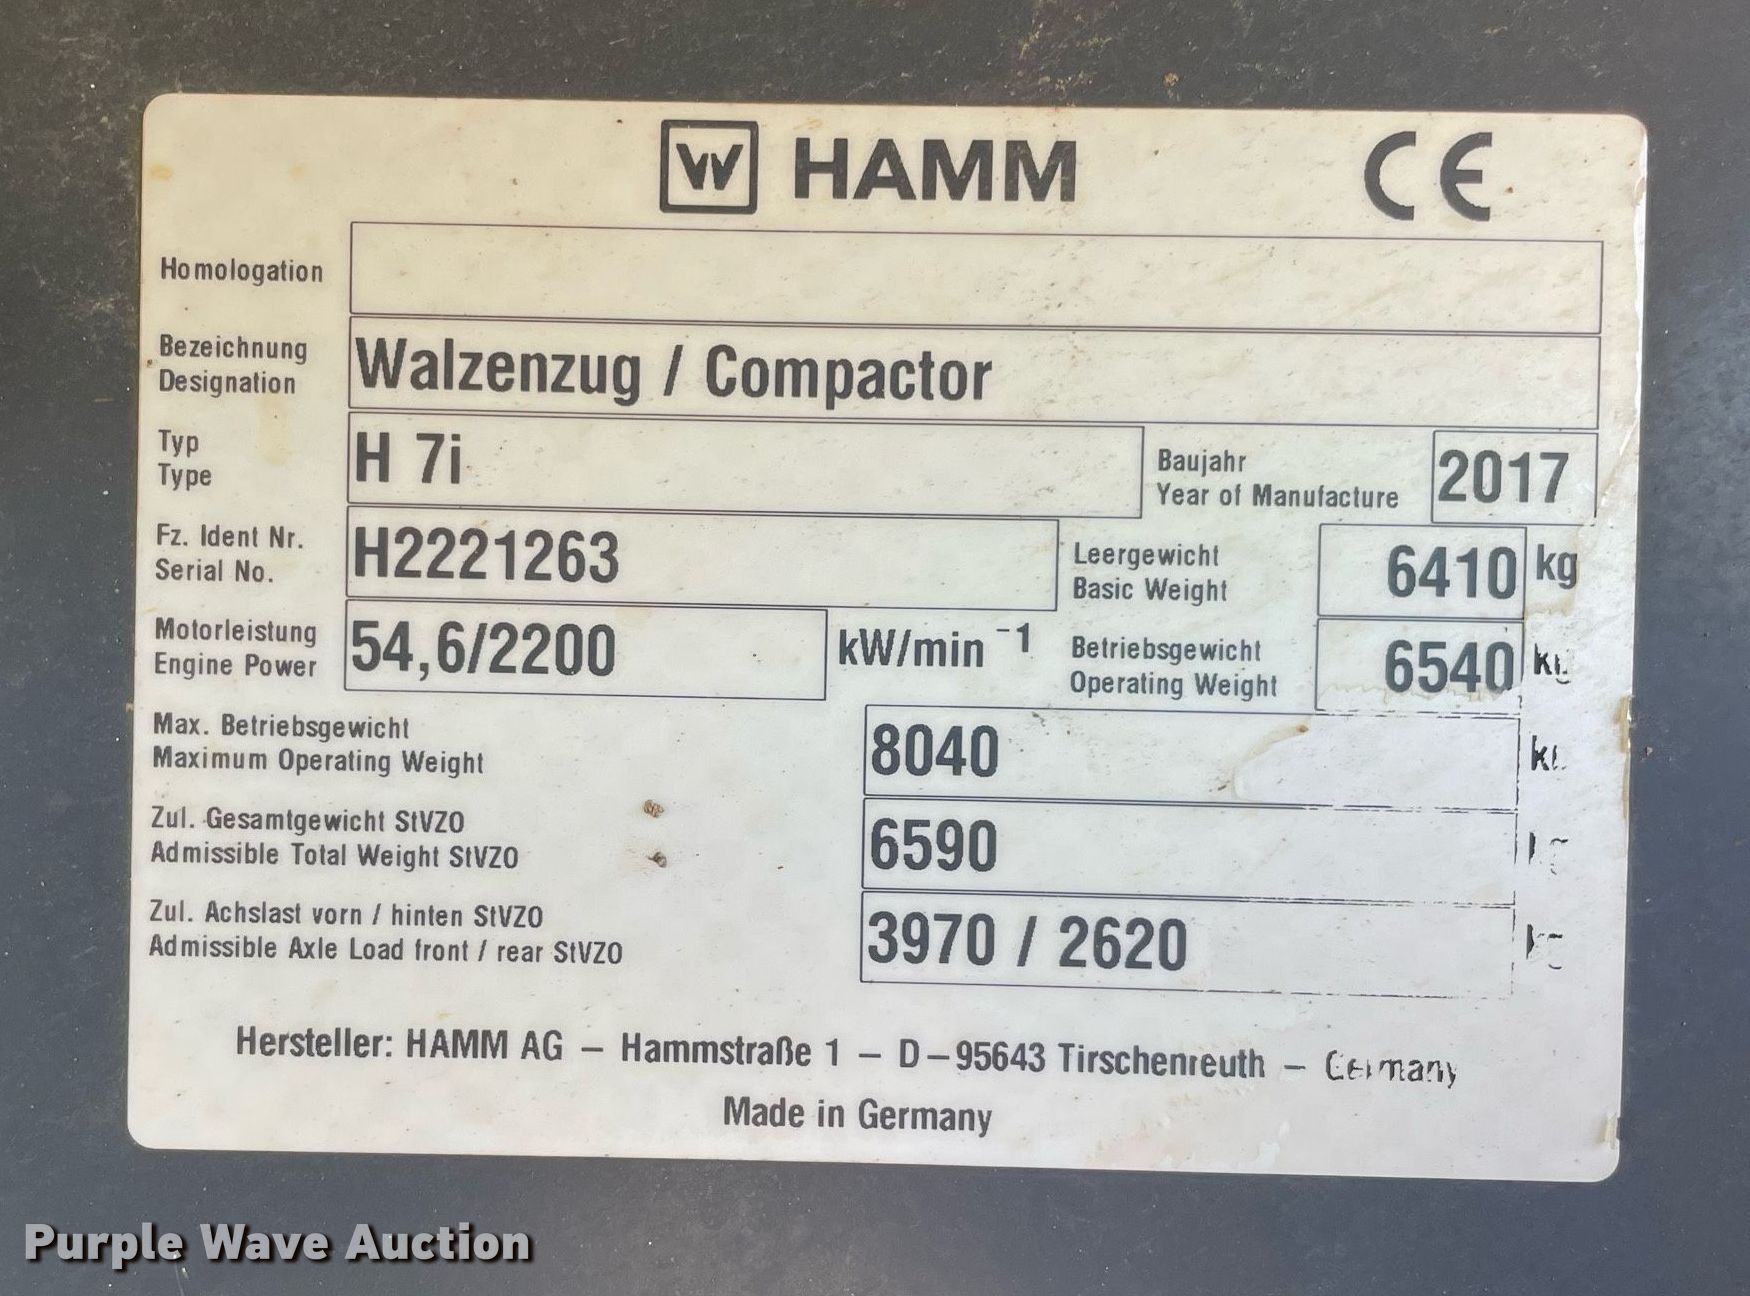 W HAMM CE
Homologation
Bezeichnung
Designation
Walzenzug / Compactor
Typ
Type
H 7i
Baujahr
Year of Manufacture
2017
Fz. Ident Nr.
Serial No.
H2221263
Leergewicht
Basic Weight
6410 kg
Motorleistung
Engine Power
54,6/2200 kW/min ⁻¹
Betriebsgewicht
Operating Weight
6540
Max. Betriebsgewicht
Maximum Operating Weight
8040
Zul. Gesamtgewicht StVZO
Admissible Total Weight StVZO
6590
Zul. Achslast vorn / hinten StVZO
Admissible Axle Load front / rear StVZO
3970 / 2620
Hersteller: HAMM AG – Hammstraße 1 – D–95643 Tirschenreuth – Germany
Made in Germany
Purple Wave Auction